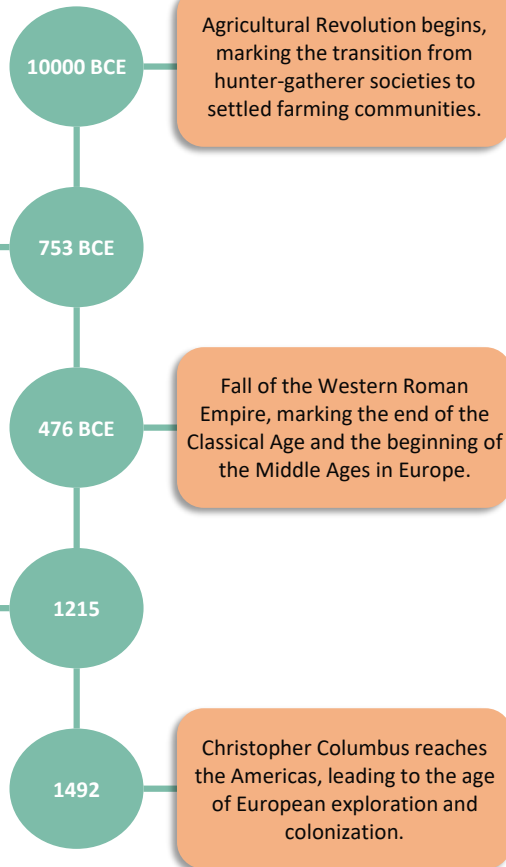 10000 BCE
Agricultural Revolution begins,
marking the transition from
hunter-gatherer societies to
settled farming communities.
753 BCE
476 BCE
Fall of the Western Roman
Empire, marking the end of the
Classical Age and the beginning of
the Middle Ages in Europe.
1215
1492
Christopher Columbus reaches
the Americas, leading to the age
of European exploration and
colonization.